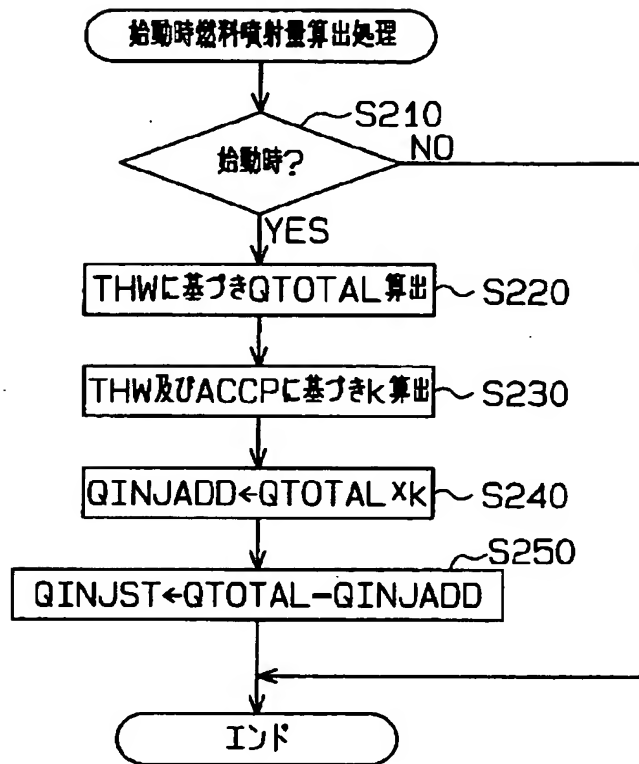 始動時燃料噴射量算出処理
S210
始動時?
NO
YES
THWに基づきQTOTAL算出
S220
THW及びACCPに基づきk算出
S230
QINJADD←QTOTAL×k
S240
S250
QINJST←QTOTAL−QINJADD
エンド